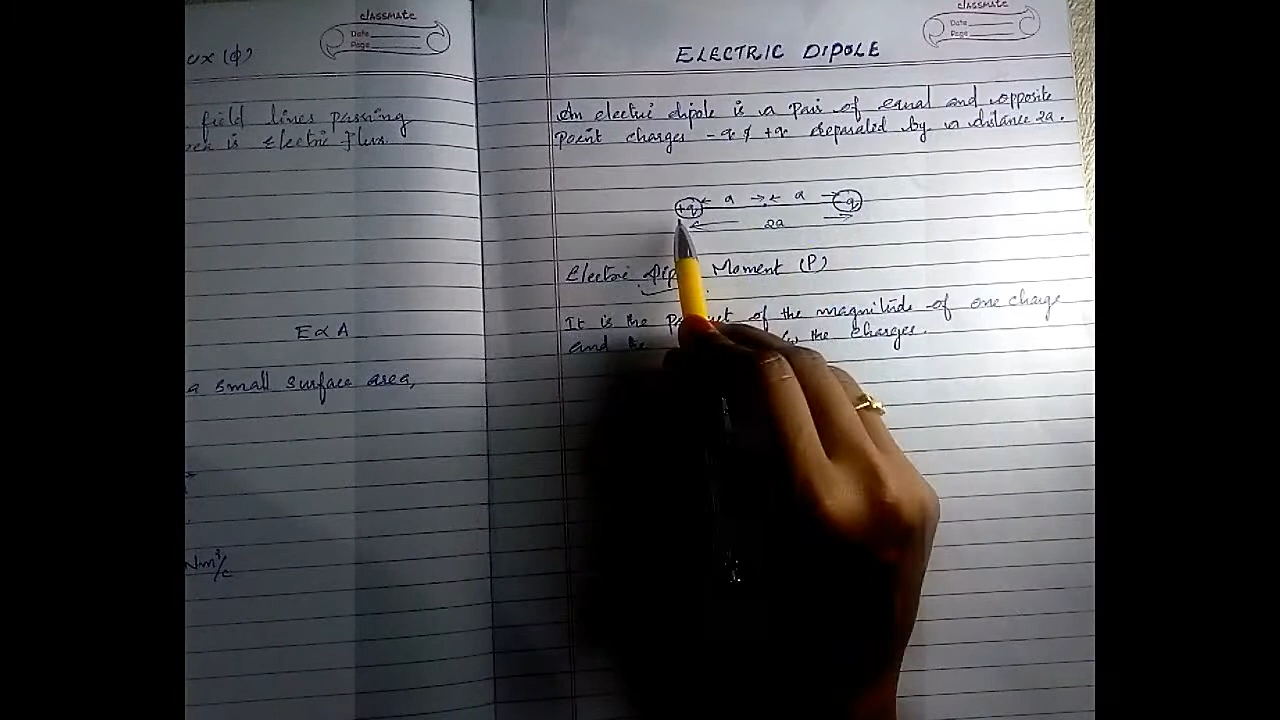 classmate
Date
Page
ux (ϕ)
field lines passing
is electric flux.
E∝A
a small surface area,
classmate
Date
Page
ELECTRIC DIPOLE
An electric dipole is a pair of equal and opposite
point charges -q & +q separated by a distance 2a.
+q a a -q
2a
Electric Moment (P)
It is the of the magnitude of one charge
and the the charges.